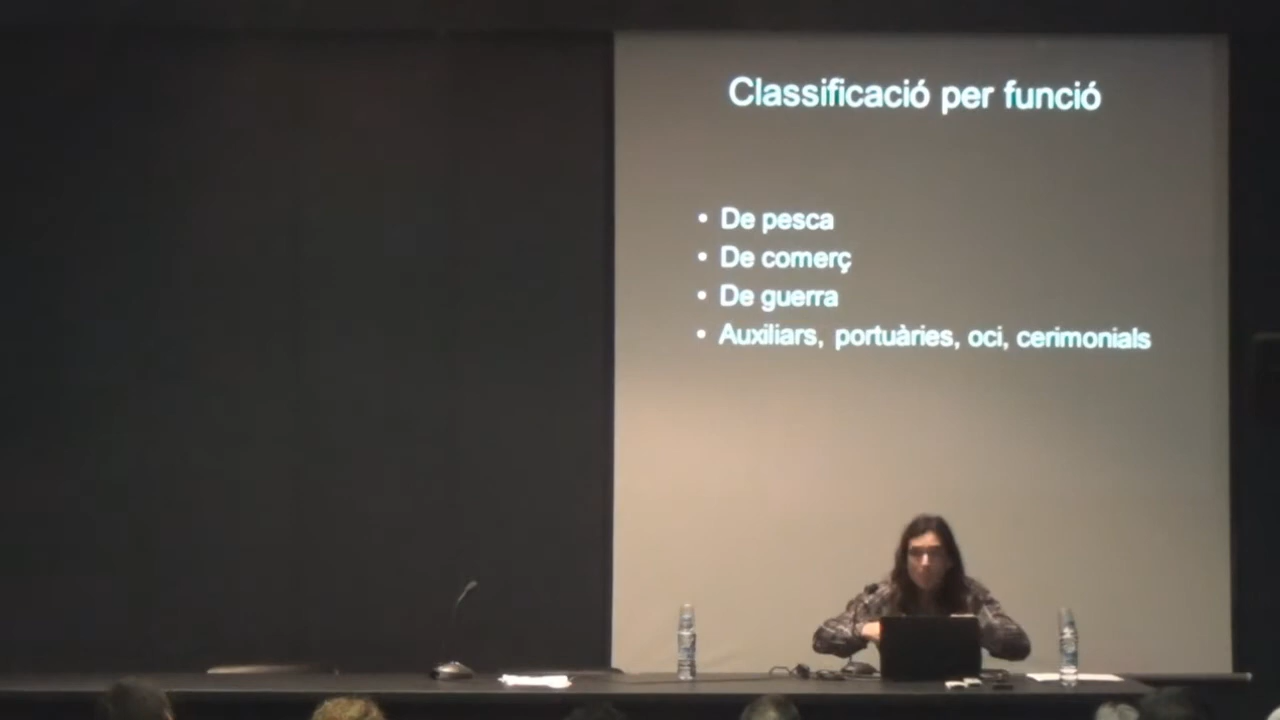 Classificació per funció
• De pesca
• De comerç
• De guerra
• Auxiliars, portuàries, oci, cerimonials